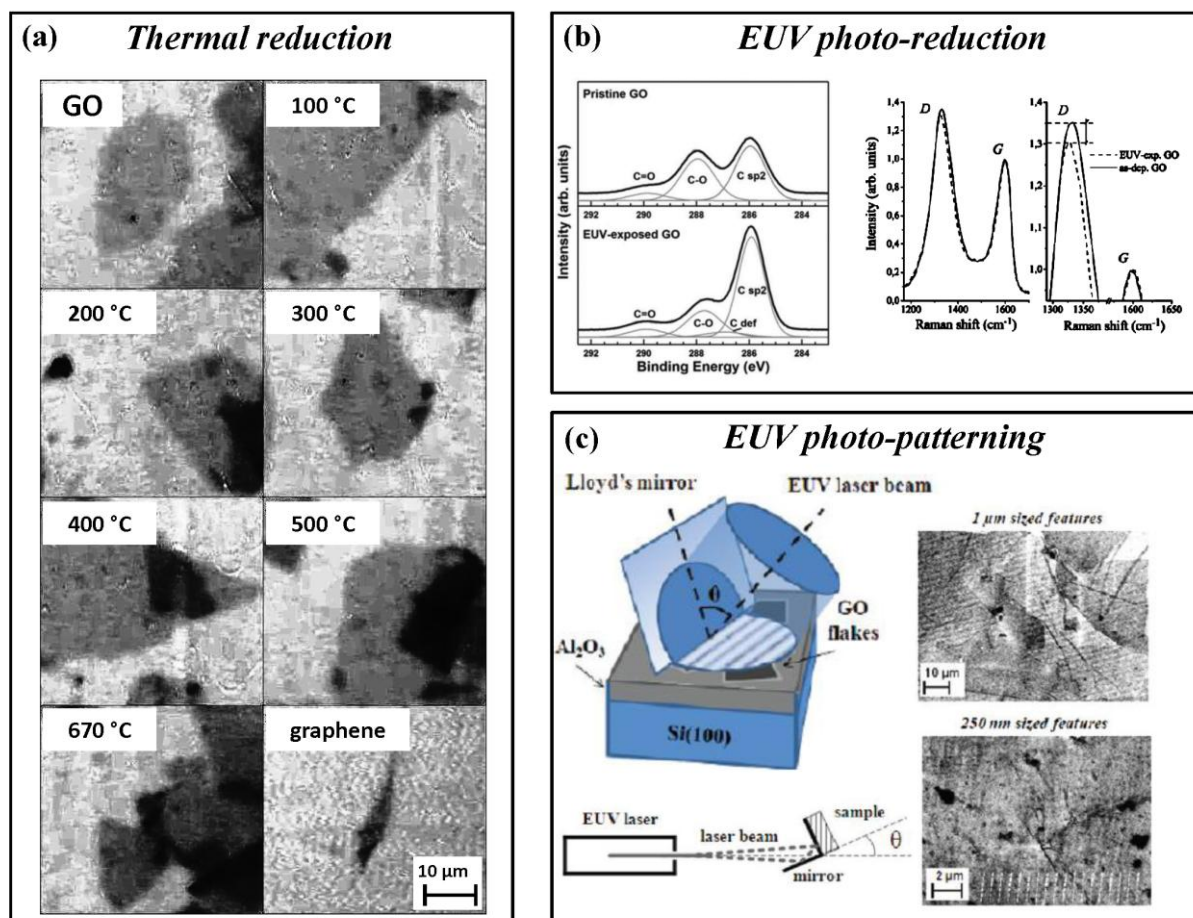 (a) Thermal reduction
GO
100 °C
200 °C
300 °C
400 °C
500 °C
670 °C
graphene
10 µm
(b) EUV photo-reduction
Intensity (arb. units)
Pristine GO
C=O
C-O
C sp2
292 290 288 286 284
EUV-exposed GO
C sp2
C=O
C-O
C_def
292 290 288 286 284
Binding Energy (eV)
Intensity (arb. units)
1,4
1,2
1,0
0,8
0,6
0,4
0,2
0,0
D
G
1200 1400 1600
Raman shift (cm⁻¹)
1,4
1,3
1,2
1,1
1,0
D
EUV-exp. GO
as-dep. GO
G
1300 1350 1600 1650
Raman shift (cm⁻¹)
(c) EUV photo-patterning
Lloyd's mirror
EUV laser beam
θ
GO
flakes
Al₂O₃
Si(100)
EUV laser
laser beam
sample
θ
mirror
1 µm sized features
10 µm
250 nm sized features
2 µm